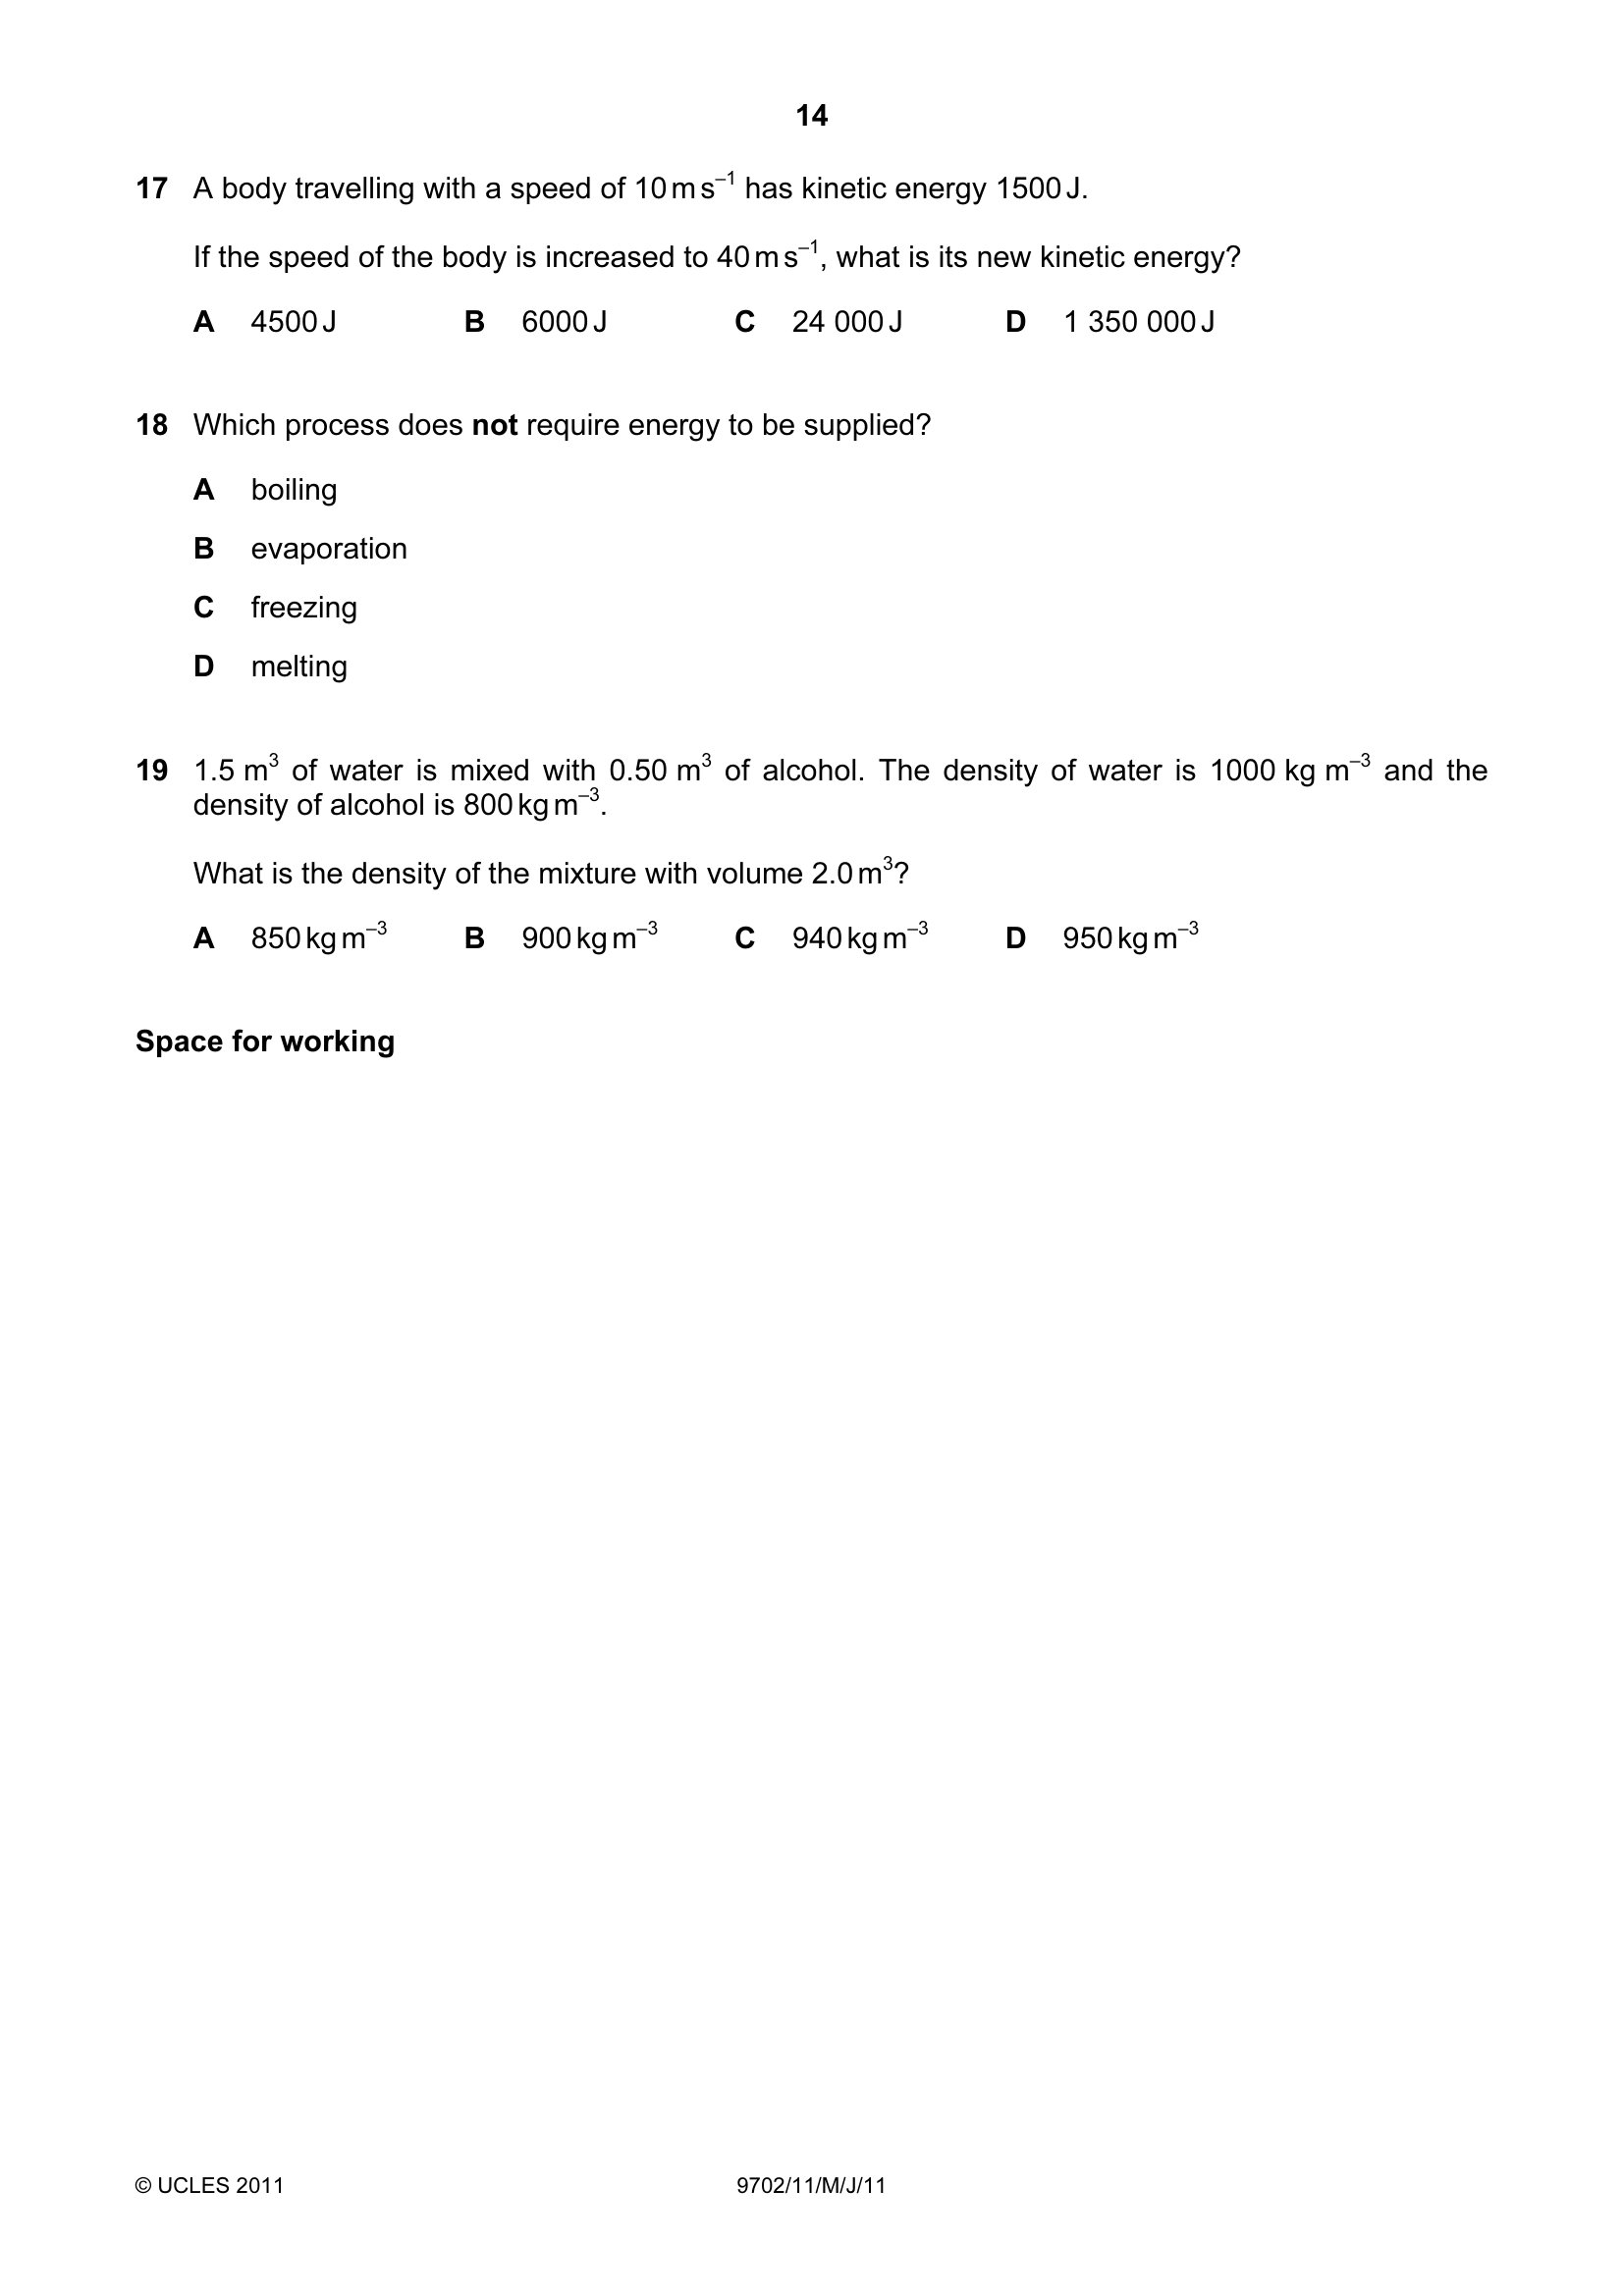 14
17 A body travelling with a speed of 10 m s⁻¹ has kinetic energy 1500 J.
If the speed of the body is increased to 40 m s⁻¹, what is its new kinetic energy?
A 4500 J B 6000 J C 24 000 J D 1 350 000 J
18 Which process does not require energy to be supplied?
A boiling
B evaporation
C freezing
D melting
19 1.5 m³ of water is mixed with 0.50 m³ of alcohol. The density of water is 1000 kg m⁻³ and the
density of alcohol is 800 kg m⁻³.
What is the density of the mixture with volume 2.0 m³?
A 850 kg m⁻³ B 900 kg m⁻³ C 940 kg m⁻³ D 950 kg m⁻³
Space for working
© UCLES 2011 9702/11/M/J/11